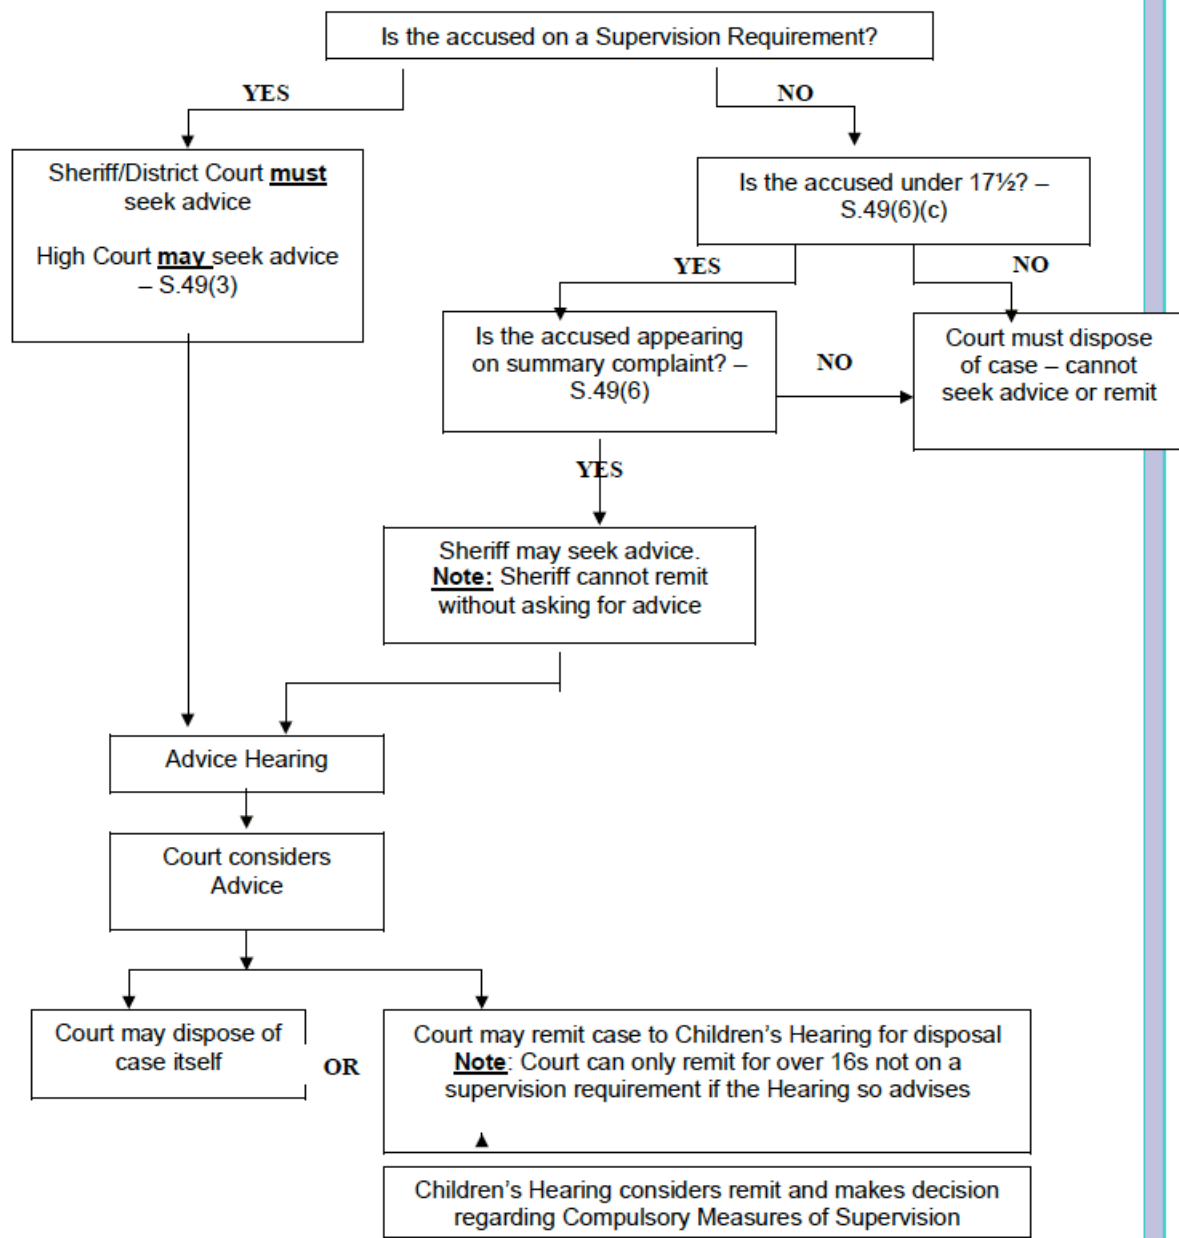 Is the accused on a Supervision Requirement?
YES
NO
Sheriff/District Court must
seek advice
High Court may seek advice
– S.49(3)
Is the accused under 17½? –
S.49(6)(c)
YES
NO
Is the accused appearing
on summary complaint? –
S.49(6)
NO
Court must dispose
of case – cannot
seek advice or remit
YES
Sheriff may seek advice.
Note: Sheriff cannot remit
without asking for advice
Advice Hearing
Court considers
Advice
Court may dispose of
case itself
OR
Court may remit case to Children’s Hearing for disposal
Note: Court can only remit for over 16s not on a
supervision requirement if the Hearing so advises
Children’s Hearing considers remit and makes decision
regarding Compulsory Measures of Supervision